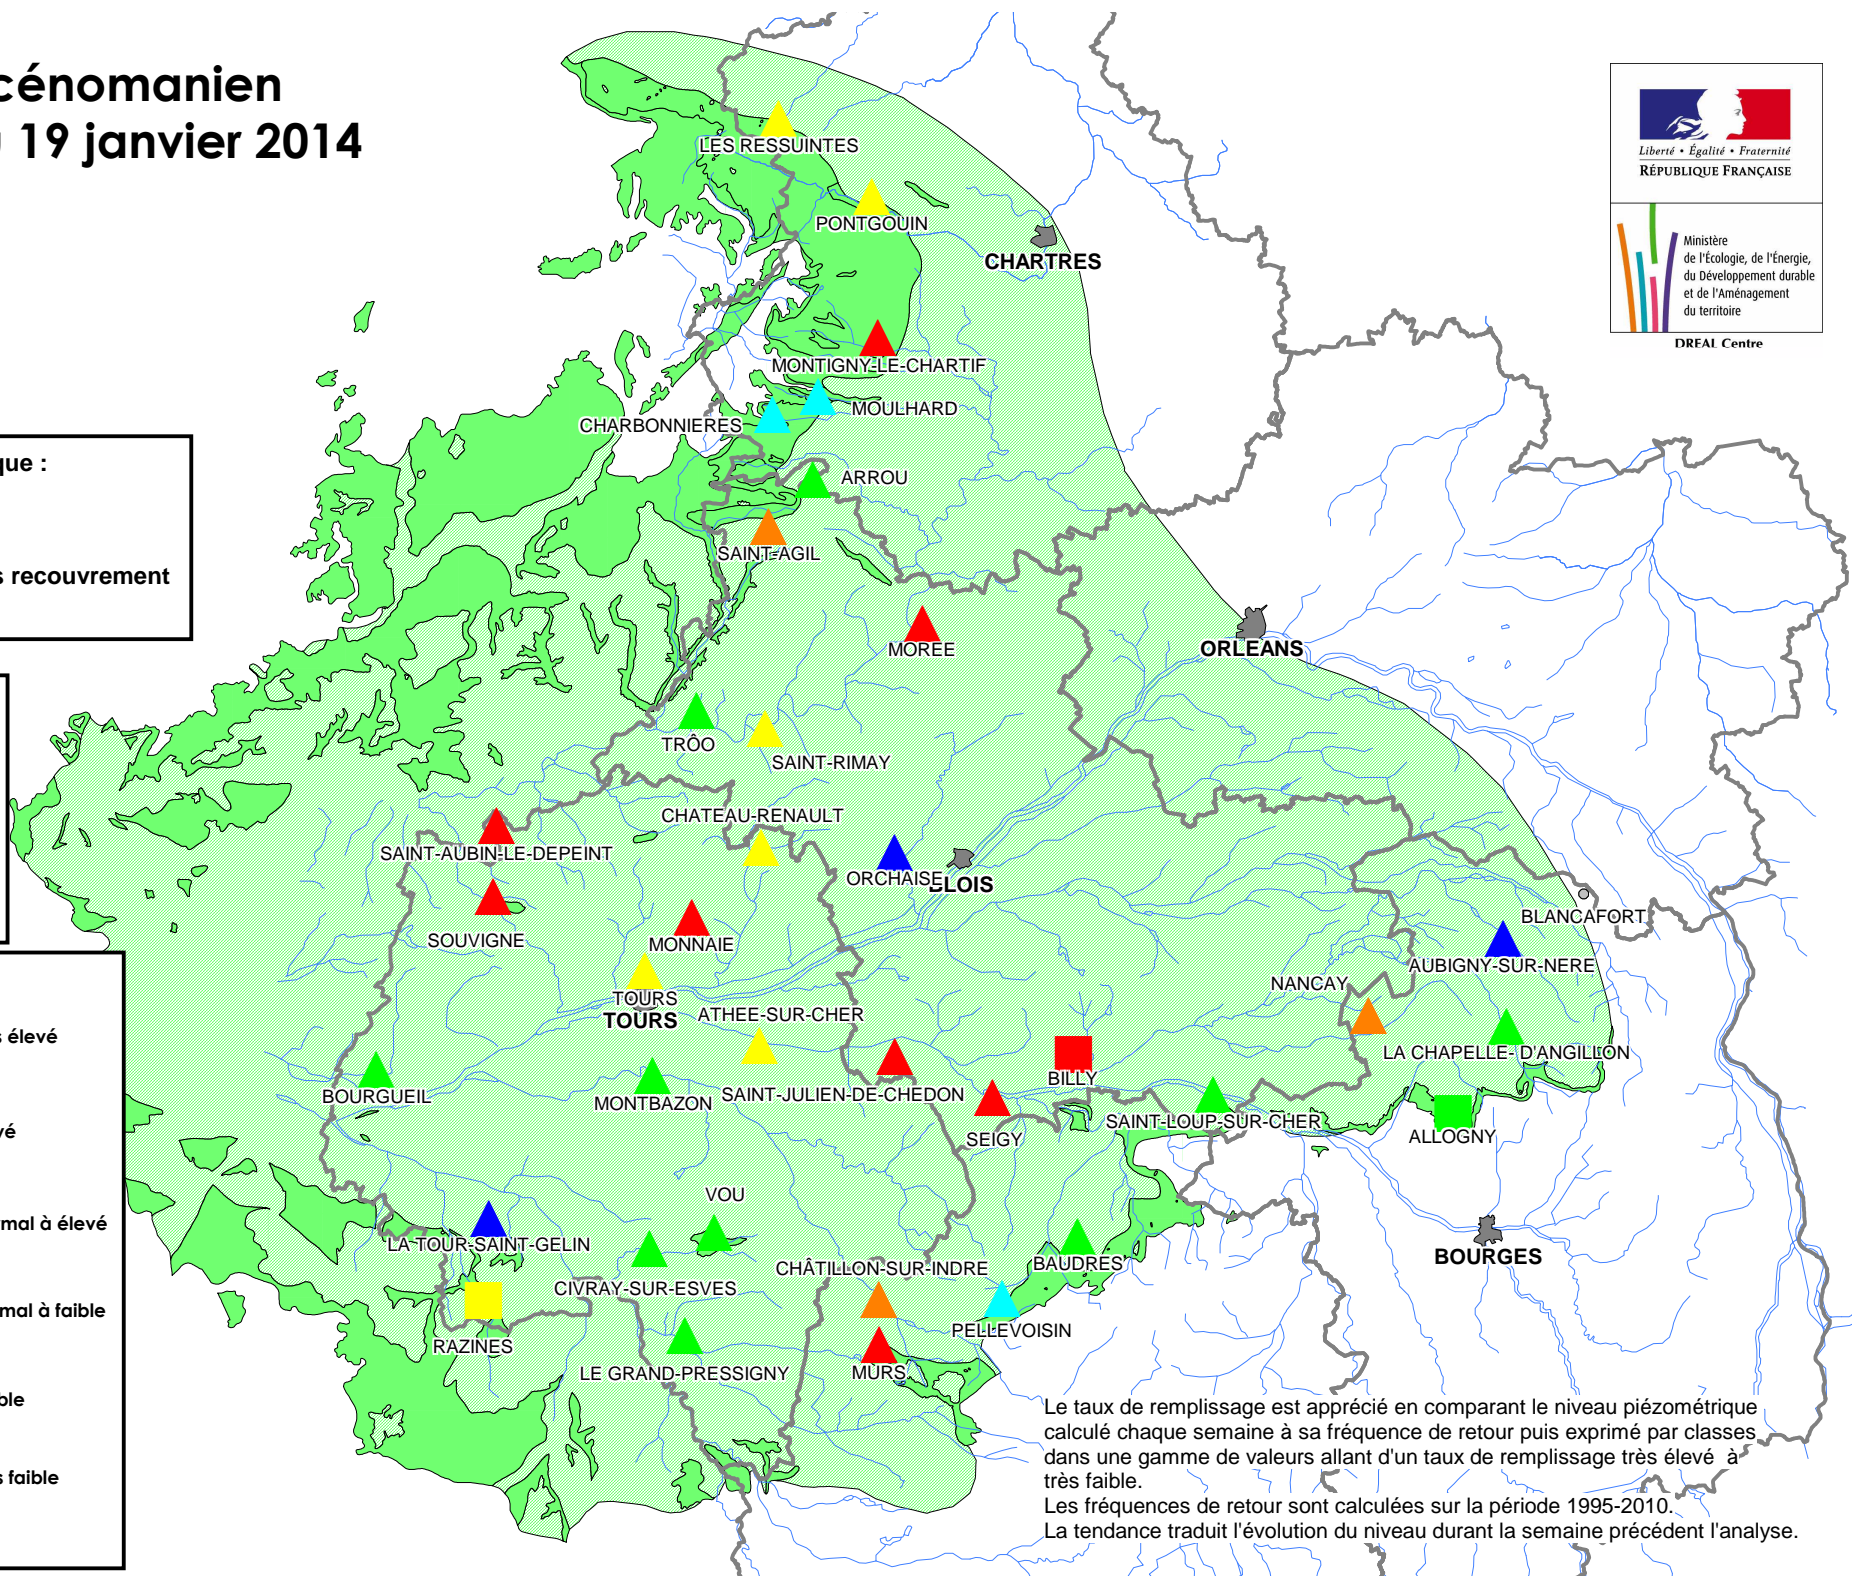 cénomanien
19 janvier 2014
Liberté • Égalité • Fraternité
RÉPUBLIQUE FRANÇAISE
Ministère
de l'Écologie, de l'Énergie,
du Développement durable
et de l'Aménagement
du territoire
DREAL Centre
LES RESSUINTES
PONTGOUIN
CHARTRES
MONTIGNY-LE-CHARTIF
MOULHARD
CHARBONNIERES
que :
ARROU
SAINT-AGIL
s recouvrement
MOREE
ORLEANS
TRÔO
SAINT-RIMAY
CHATEAU-RENAULT
SAINT-AUBIN-LE-DEPEINT
ORCHAISE
BLOIS
BLANCAFORT
SOUVIGNE
MONNAIE
AUBIGNY-SUR-NERE
NANCAY
TOURS
TOURS
ATHEE-SUR-CHER
s élevé
LA CHAPELLE- D'ANGILLON
BILLY
BOURGUEIL
MONTBAZON
SAINT-JULIEN-DE-CHEDON
SAINT-LOUP-SUR-CHER
vé
SEIGY
ALLOGNY
VOU
rmal à élevé
LA TOUR-SAINT-GELIN
BOURGES
BAUDRES
CHÂTILLON-SUR-INDRE
CIVRAY-SUR-ESVES
mal à faible
PELLEVOISIN
RAZINES
LE GRAND-PRESSIGNY
MURS
ble
s faible
Le taux de remplissage est apprécié en comparant le niveau piézométrique
calculé chaque semaine à sa fréquence de retour puis exprimé par classes
dans une gamme de valeurs allant d'un taux de remplissage très élevé à
très faible.
Les fréquences de retour sont calculées sur la période 1995-2010.
La tendance traduit l'évolution du niveau durant la semaine précédent l'analyse.